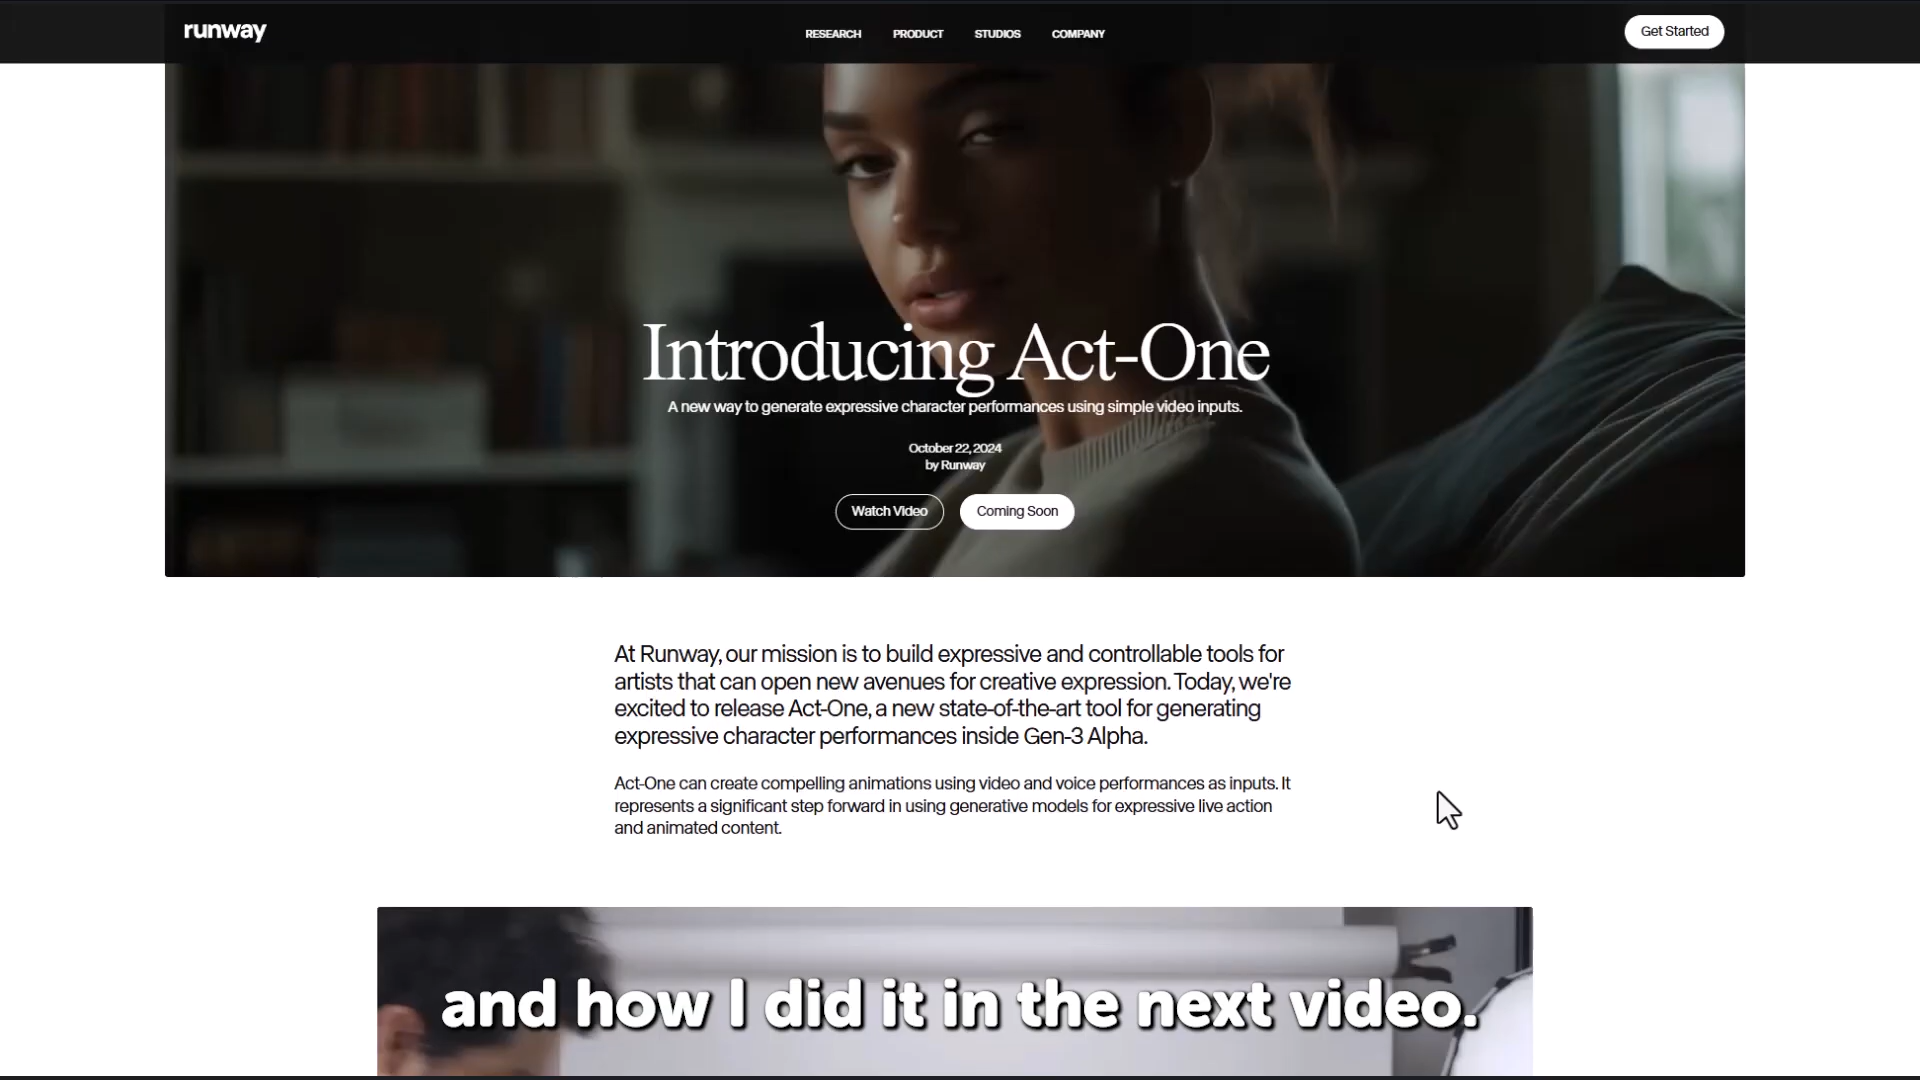 runway
RESEARCH PRODUCT STUDIOS COMPANY
Get Started
Introducing Act-One
A new way to generate expressive character performances using simple video inputs.
October 22, 2024
by Runway
Watch Video Coming Soon
At Runway, our mission is to build expressive and controllable tools for
artists that can open new avenues for creative expression. Today, we're
excited to release Act-One, a new state-of-the-art tool for generating
expressive character performances inside Gen-3 Alpha.
Act-One can create compelling animations using video and voice performances as inputs. It
represents a significant step forward in using generative models for expressive live action
and animated content.
and how I did it in the next video.